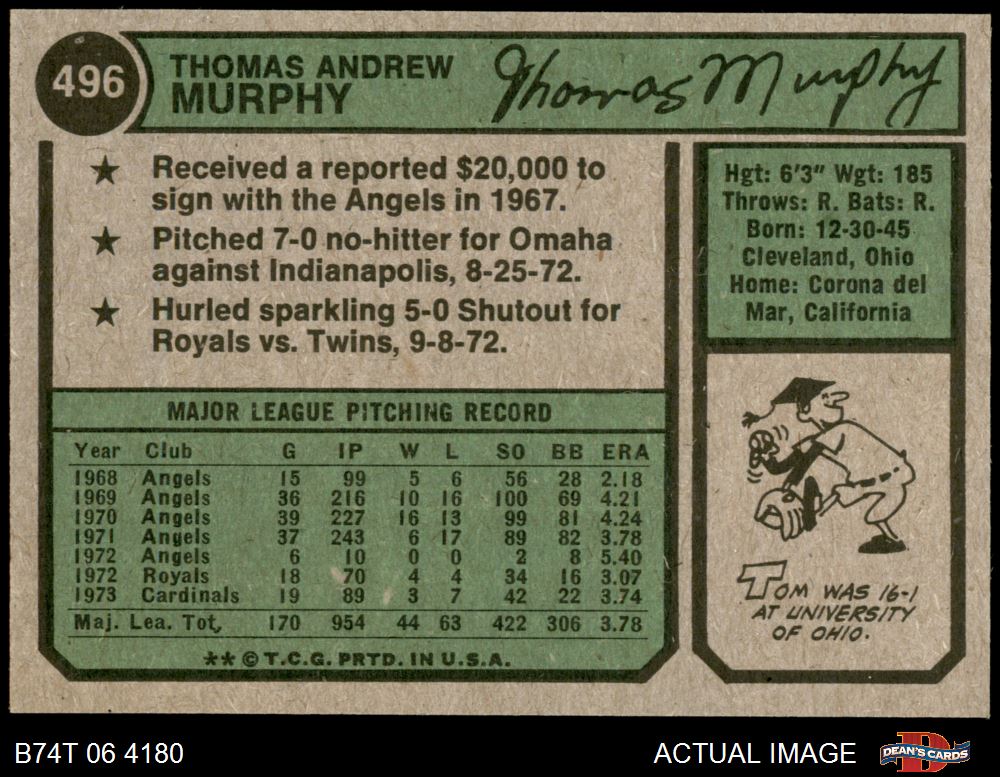 496
THOMAS ANDREW
MURPHY
Thomas Murphy
★ Received a reported $20,000 to
sign with the Angels in 1967.
★ Pitched 7-0 no-hitter for Omaha
against Indianapolis, 8-25-72.
★ Hurled sparkling 5-0 Shutout for
Royals vs. Twins, 9-8-72.
Hgt: 6'3" Wgt: 185
Throws: R. Bats: R.
Born: 12-30-45
Cleveland, Ohio
Home: Corona del
Mar, California
MAJOR LEAGUE PITCHING RECORD
Year Club G IP W L SO BB ERA
1968 Angels 15 99 5 6 56 28 2.18
1969 Angels 36 216 10 16 100 69 4.21
1970 Angels 39 227 16 13 99 81 4.24
1971 Angels 37 243 6 17 89 82 3.78
1972 Angels 6 10 0 0 2 8 5.40
1972 Royals 18 70 4 4 34 16 3.07
1973 Cardinals 19 89 3 7 42 22 3.74
Maj. Lea. Tot. 170 954 44 63 422 306 3.78
** © T.C.G. PRTD. IN U.S.A.
TOM WAS 16-1
AT UNIVERSITY
OF OHIO.
B74T 06 4180
ACTUAL IMAGE
DEAN'S CARDS